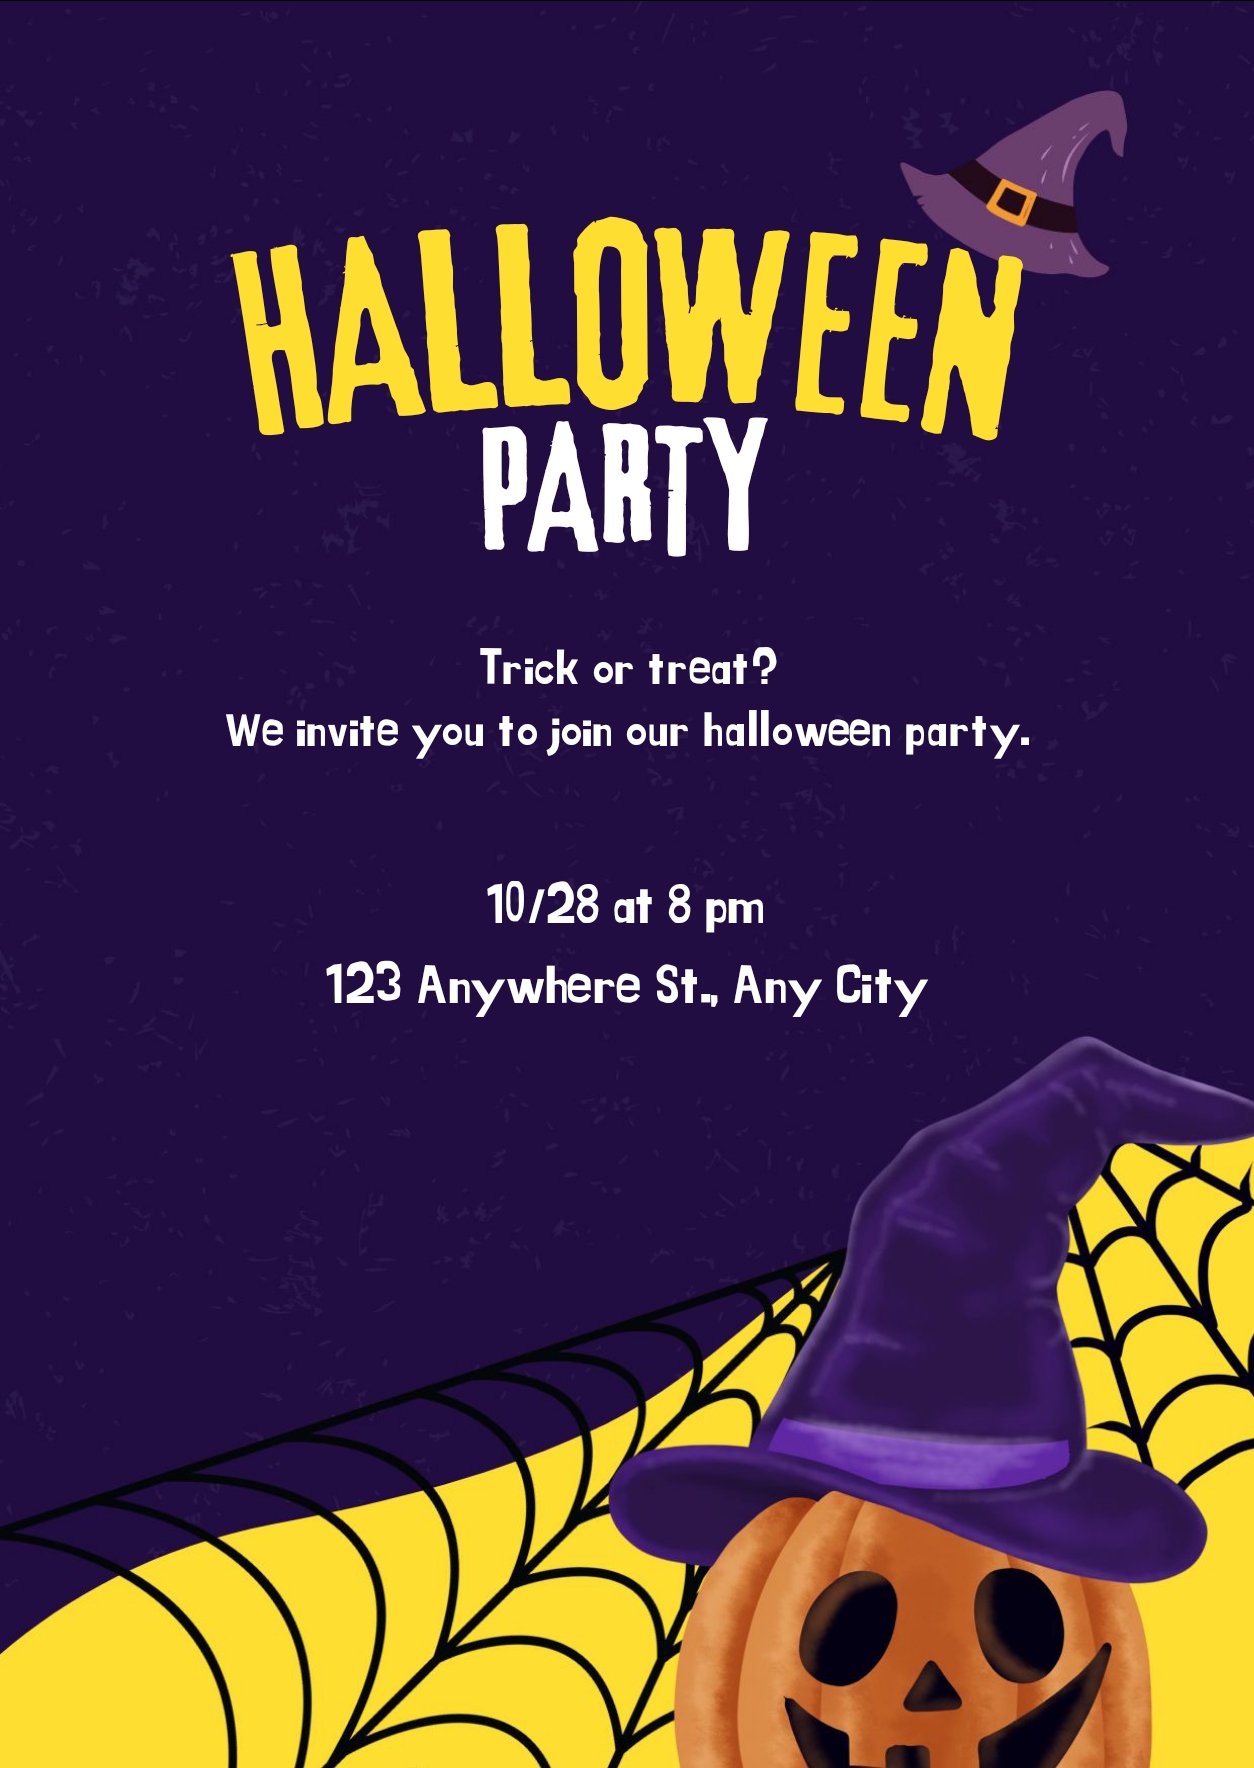 HALLOWEEN
PARTY
Trick or treat?
We invite you to join our halloween party.
10/28 at 8 pm
123 Anywhere St., Any City